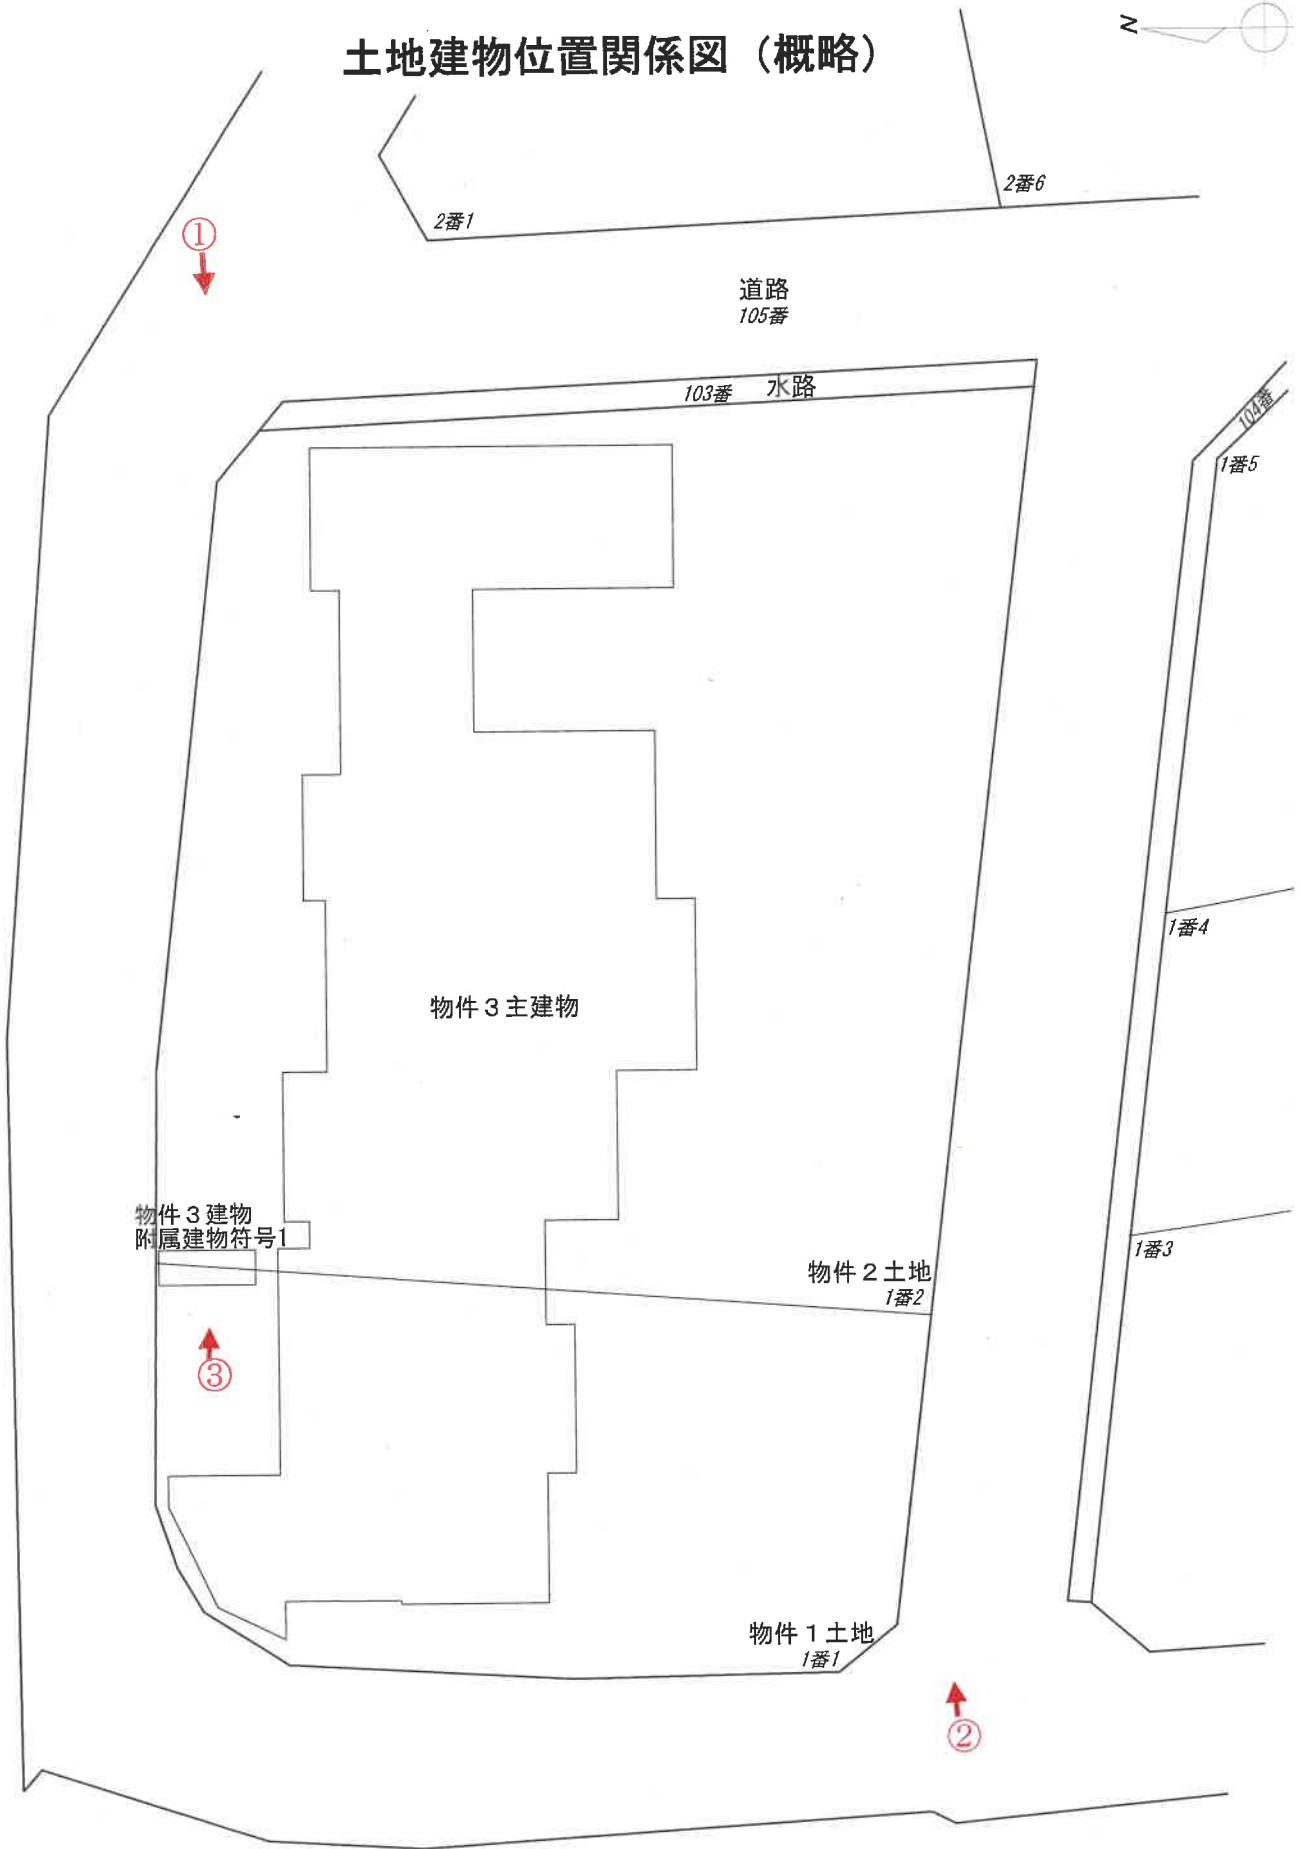 土地建物位置関係図（概略）
N
2番6
2番1
①
道路
105番
103番 水路
104番
1番5
1番4
物件３主建物
物件３建物
附属建物符号1
1番3
物件２土地
1番2
③
物件１土地
1番1
②